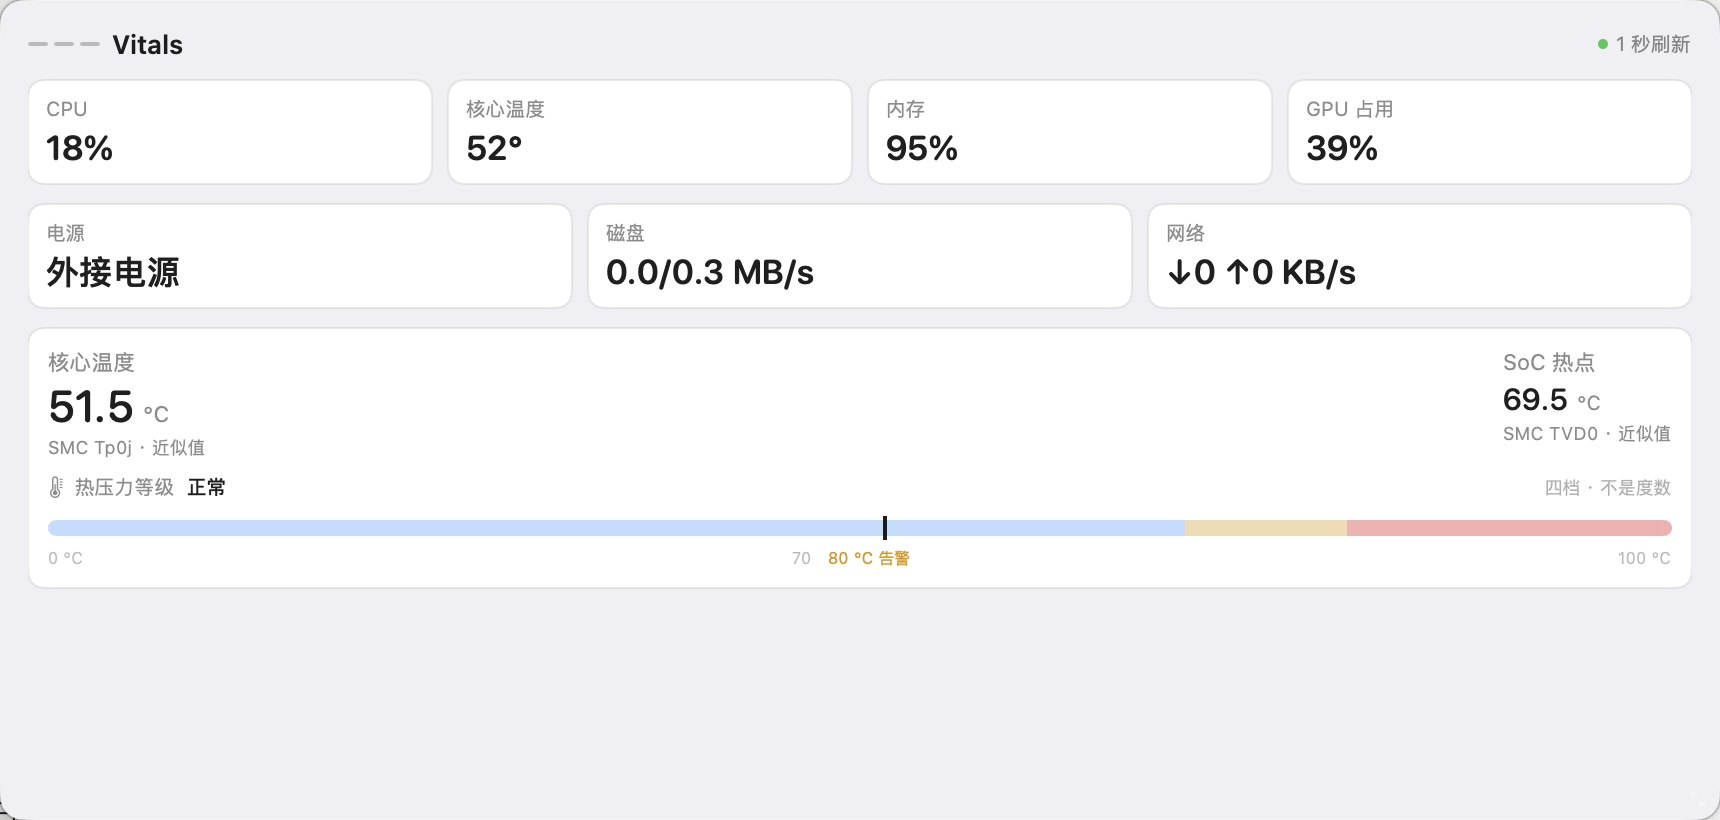 Vitals
1 秒刷新
CPU
18%
核心温度
52°
内存
95%
GPU 占用
39%
电源
外接电源
磁盘
0.0/0.3 MB/s
网络
↓0 ↑0 KB/s
核心温度
51.5 °C
SMC Tp0j · 近似值
SoC 热点
69.5 °C
SMC TVD0 · 近似值
热压力等级 正常
四档 · 不是度数
0 °C
70
80 °C 告警
100 °C